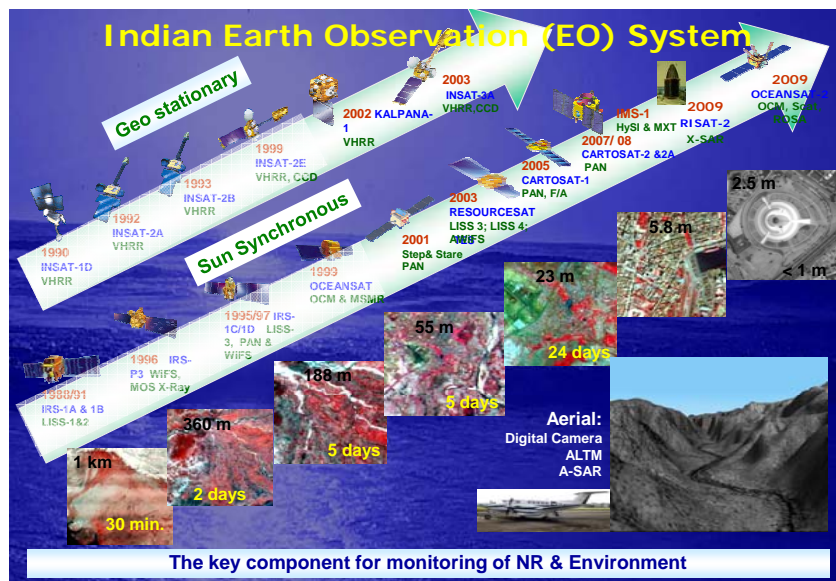 Indian Earth Observation (EO) System
Geo stationary
1990
INSAT-1D
VHRR
1992
INSAT-2A
VHRR
1993
INSAT-2B
VHRR
1999
INSAT-2E
VHRR, CCD
2002 KALPANA-
1
VHRR
2003
INSAT-3A
VHRR,CCD
Sun Synchronous
1988/91
IRS-1A & 1B
LISS-1&2
1996 IRS-
P3 WiFS,
MOS X-Ray
1995/97 IRS-
1C/1D LISS-
3, PAN &
WiFS
1999
OCEANSAT
OCM & MSMR
2001
TES
Step& Stare
PAN
2003
RESOURCESAT
LISS 3; LISS 4;
AWiFS
2005
CARTOSAT-1
PAN, F/A
2007/ 08
CARTOSAT-2 &2A
PAN
IMS-1
HySI & MXT
2009
RISAT-2
X-SAR
2009
OCEANSAT-2
OCM,
1 km
30 min.
360 m
2 days
188 m
5 days
55 m
5 days
23 m
24 days
5.8 m
2.5 m
< 1 m
Aerial:
Digital Camera
ALTM
A-SAR
The key component for monitoring of NR & Environment